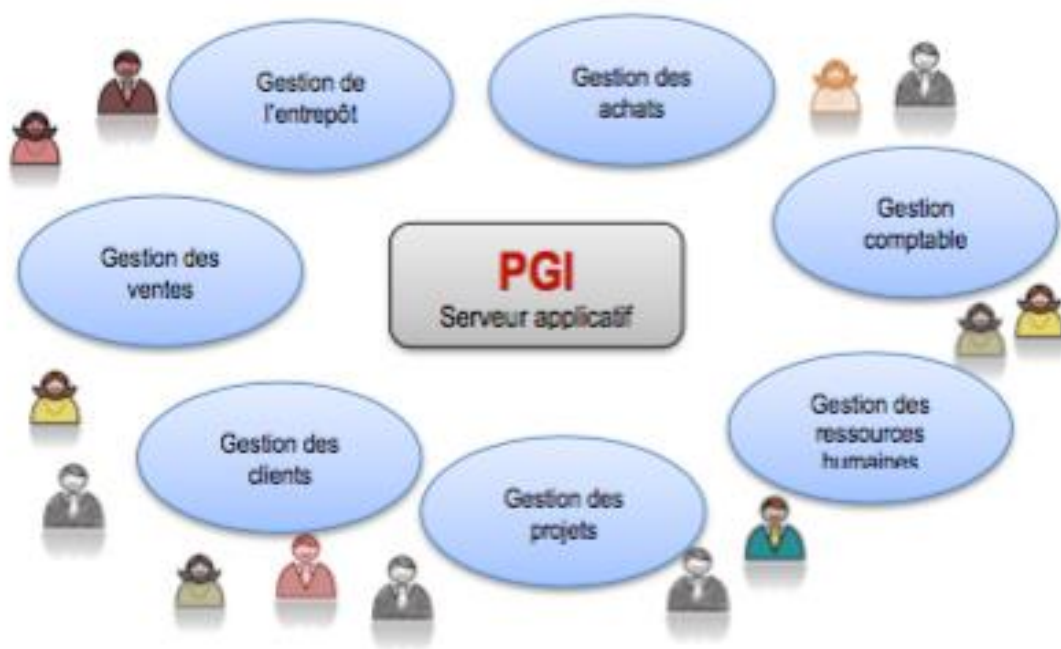 Gestion de
l'entrepôt
Gestion des
achats
Gestion
comptable
Gestion des
ventes
PGI
Serveur applicatif
Gestion des
ressources
humaines
Gestion des
clients
Gestion des
projets